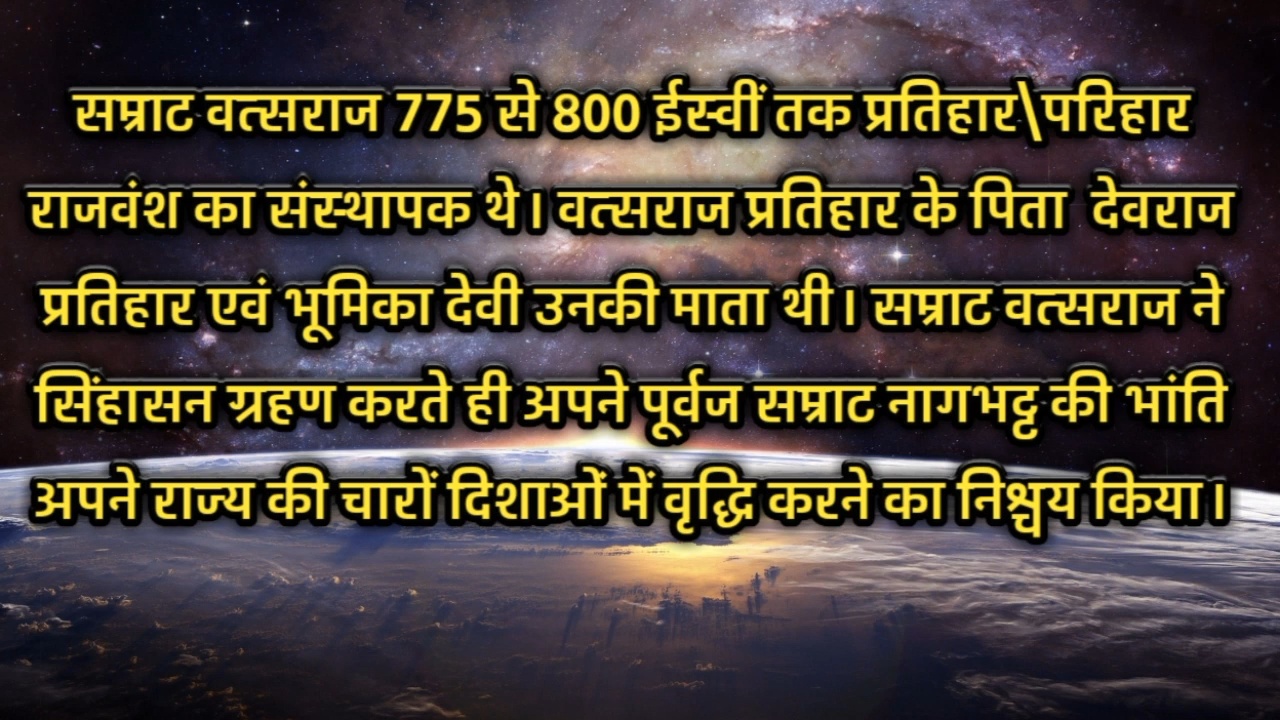 सम्राट वत्सराज 775 से 800 ईस्वीं तक प्रतिहार\परिहार
राजवंश का संस्थापक थे। वत्सराज प्रतिहार के पिता देवराज
प्रतिहार एवं भूमिका देवी उनकी माता थी। सम्राट वत्सराज ने
सिंहासन ग्रहण करते ही अपने पूर्वज सम्राट नागभट्ट की भांति
अपने राज्य की चारों दिशाओं में वृद्धि करने का निश्चय किया।